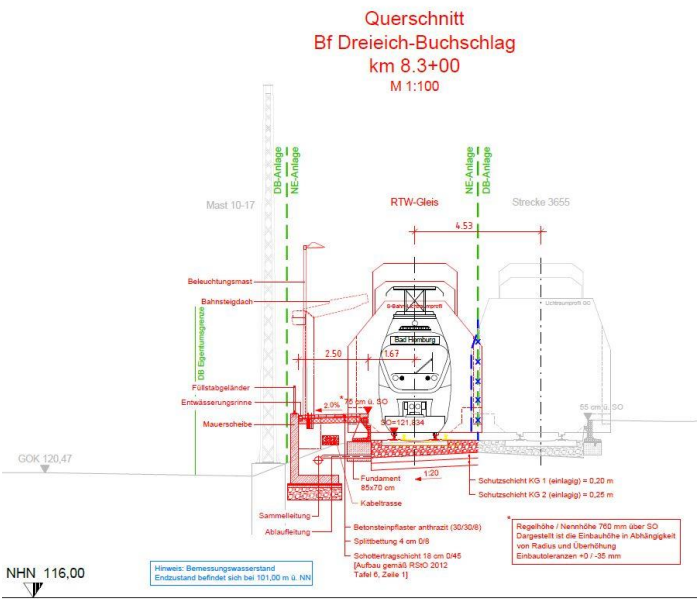 Querschnitt
Bf Dreieich-Buchschlag
km 8.3+00
M 1:100
DB-Anlage
NE-Anlage
NE-Anlage
DB-Anlage
Mast 10-17
RTW-Gleis
Strecke 3655
4.53
Beleuchtungsmast
Bahnsteigdach
Lichtraumprofil GC
Bad Homburg
DB Eigentumsgrenze
2.50
1.67
Füllstabgeländer
Entwässerungsrinne
Mauerscheibe
2.0%
*76 cm ü. SO
SO=121,834
55 cm ü. SO
GOK 120,47
1:20
Fundament
85x70 cm
Kabeltrasse
Schutzschicht KG 1 (einlagig) = 0,20 m
Schutzschicht KG 2 (einlagig) = 0,25 m
Sammelleitung
Ablaufleitung
Betonsteinpflaster anthrazit (30/30/8)
Splittbettung 4 cm 0/8
Schottertragschicht 18 cm 0/45
[Aufbau gemäß RStO 2012
Tafel 6, Zeile 1]
*
Regelhöhe / Nennhöhe 760 mm über SO
Dargestellt ist die Einbauhöhe in Abhängigkeit
von Radius und Überhöhung
Einbautoleranzen +0 / -35 mm
NHN 116,00
Hinweis: Bemessungswasserstand
Endzustand befindet sich bei 101,00 m ü. NN